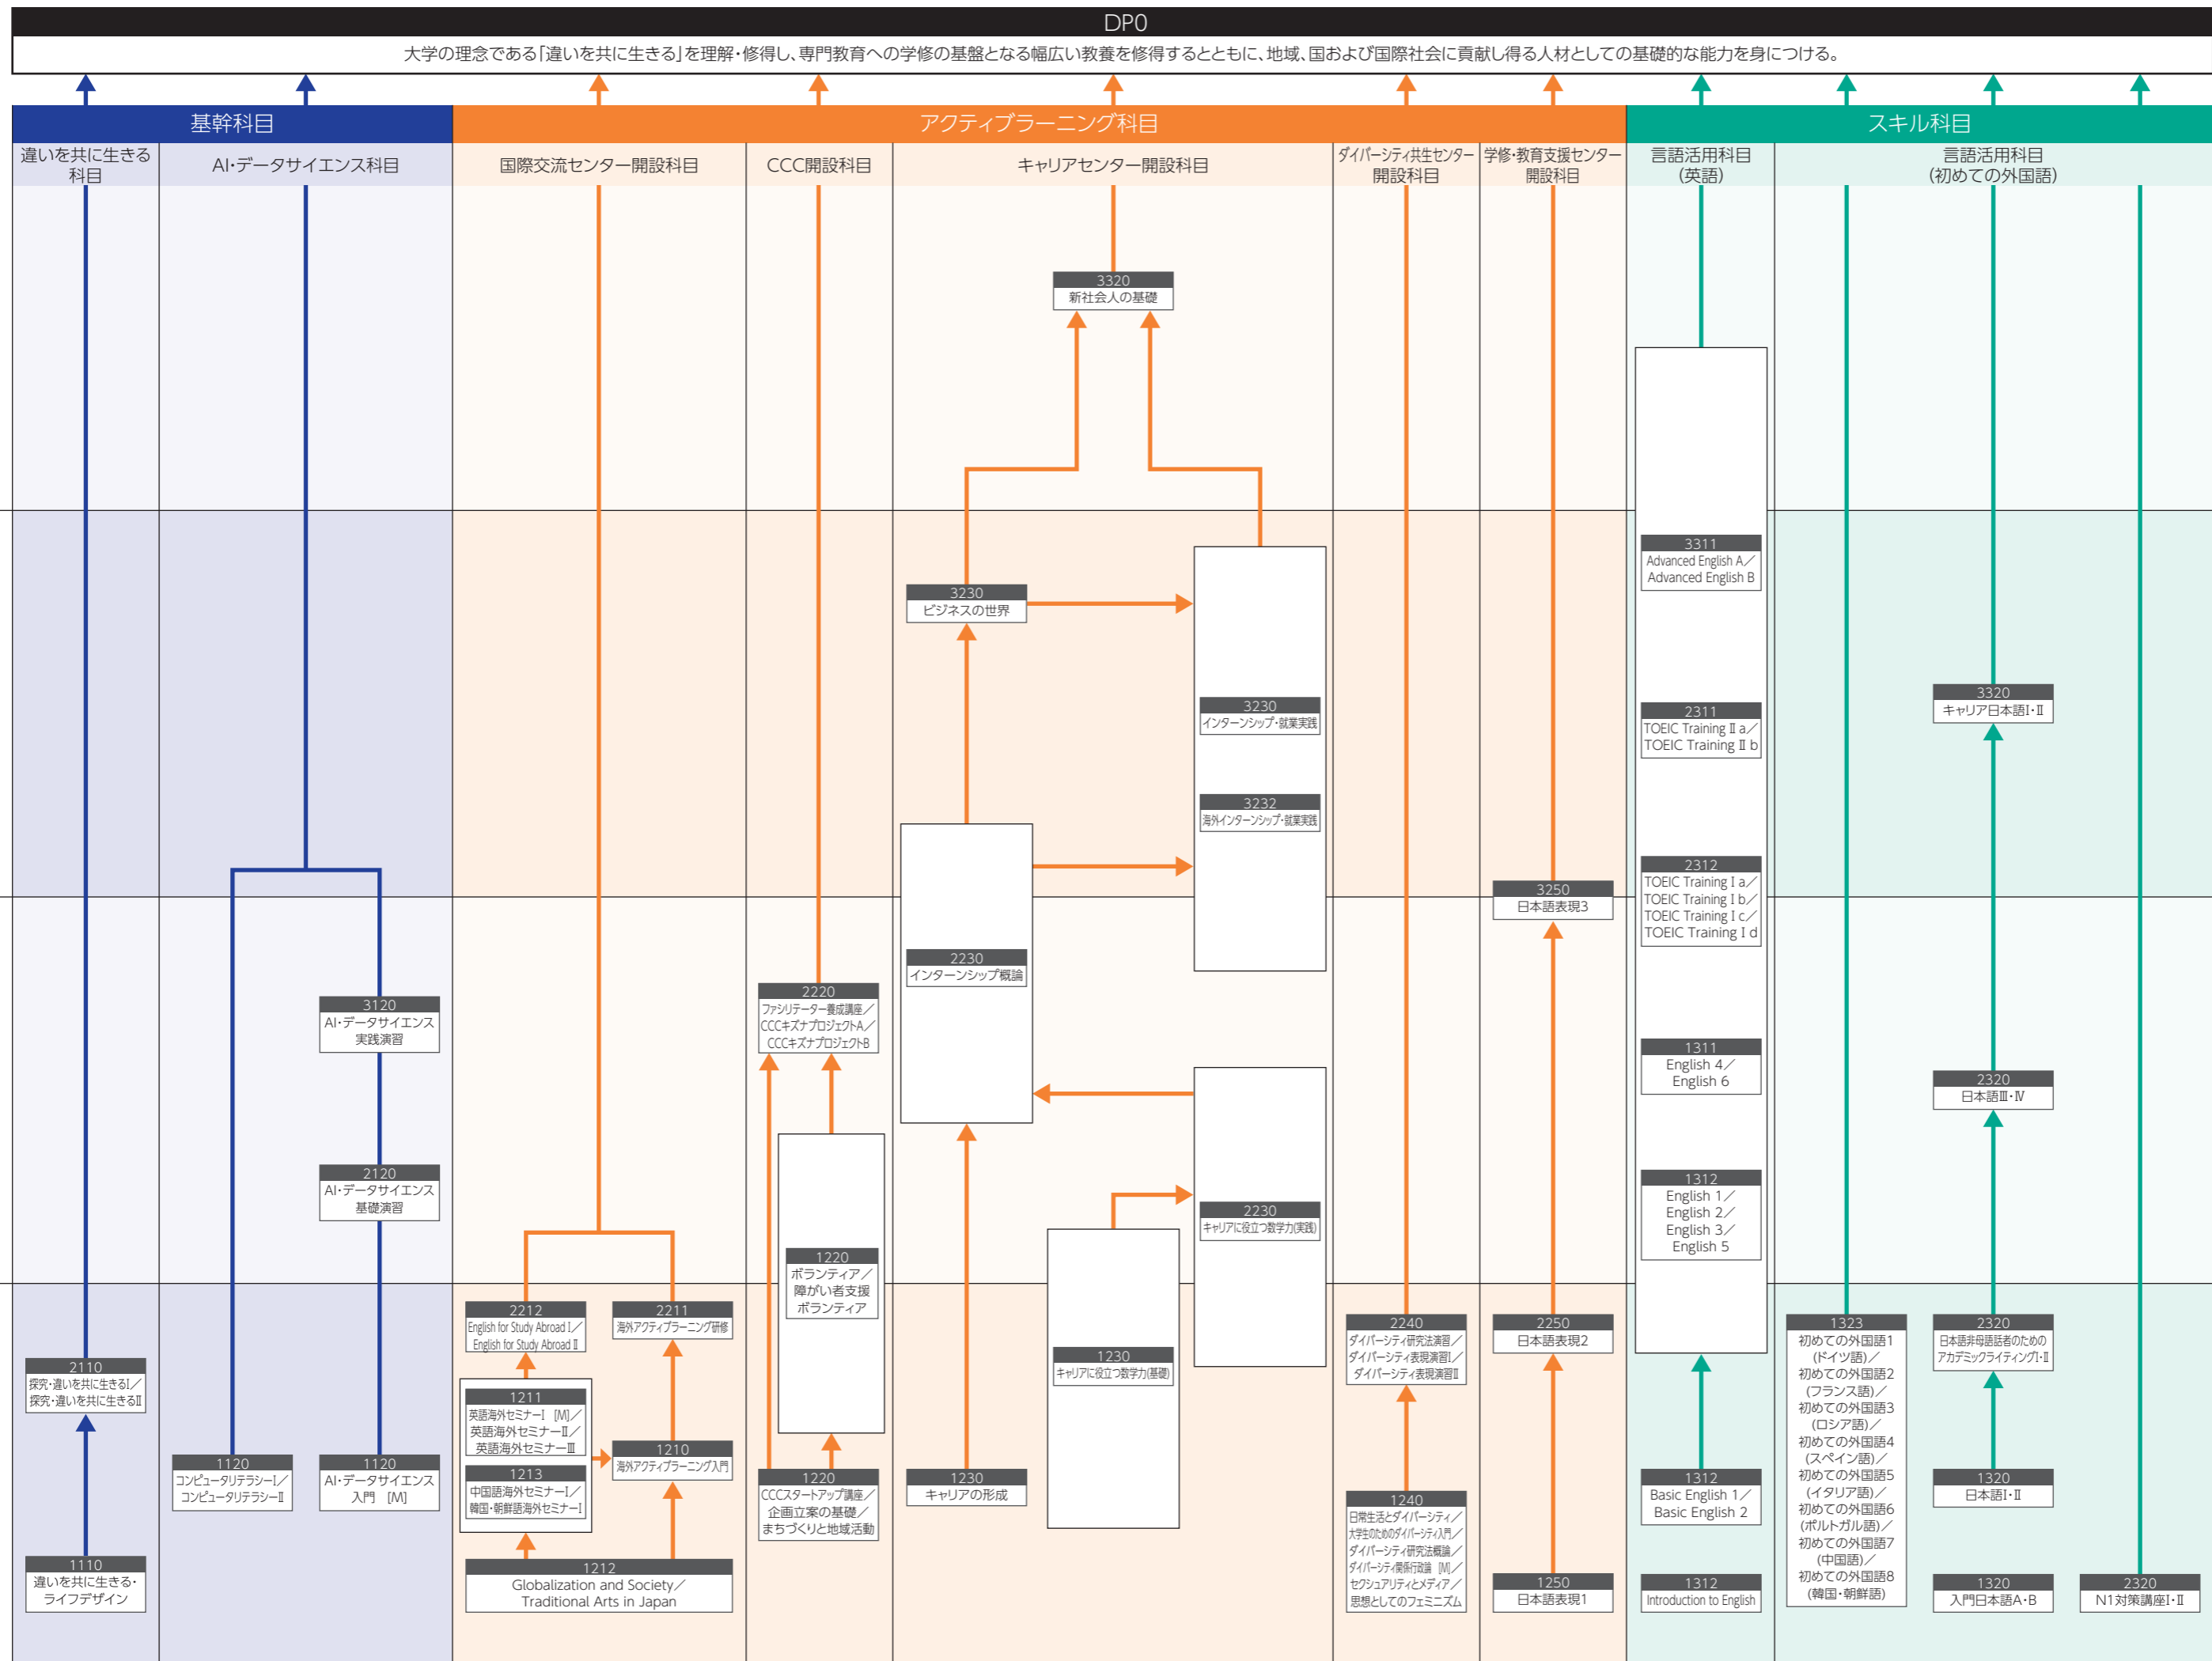 DP0
大学の理念である「違いを共に生きる」を理解・修得し、専門教育への学修の基盤となる幅広い教養を修得するとともに、地域、国および国際社会に貢献し得る人材としての基礎的な能力を身につける。
基幹科目
アクティブラーニング科目
スキル科目
違いを共に生きる
科目
AI・データサイエンス科目
国際交流センター開設科目
CCC開設科目
キャリアセンター開設科目
ダイバーシティ共生センター
開設科目
学修・教育支援センター
開設科目
言語活用科目
(英語)
言語活用科目
(初めての外国語)
2110
探究・違いを共に生きるⅠ／
探究・違いを共に生きるⅡ
1110
違いを共に生きる・
ライフデザイン
1120
コンピュータリテラシーⅠ／
コンピュータリテラシーⅡ
3120
AI・データサイエンス
実践演習
2120
AI・データサイエンス
基礎演習
1120
AI・データサイエンス
入門 [M]
2212
English for Study Abroad Ⅰ／
English for Study Abroad Ⅱ
2211
海外アクティブラーニング研修
1211
英語海外セミナーⅠ [M]／
英語海外セミナーⅡ／
英語海外セミナーⅢ
1213
中国語海外セミナーⅠ／
韓国・朝鮮語海外セミナーⅠ
1210
海外アクティブラーニング入門
1212
Globalization and Society／
Traditional Arts in Japan
2220
ファシリテーター養成講座／
CCCキズナプロジェクトA／
CCCキズナプロジェクトB
1220
ボランティア／
障がい者支援
ボランティア
1220
CCCスタートアップ講座／
企画立案の基礎／
まちづくりと地域活動
3320
新社会人の基礎
3230
ビジネスの世界
3230
インターンシップ・就業実践
3232
海外インターンシップ・就業実践
2230
インターンシップ概論
2230
キャリアに役立つ数学力(実践)
1230
キャリアに役立つ数学力(基礎)
1230
キャリアの形成
2240
ダイバーシティ研究法演習／
ダイバーシティ表現演習Ⅰ／
ダイバーシティ表現演習Ⅱ
1240
日常生活とダイバーシティ／
大学生のためのダイバーシティ入門／
ダイバーシティ研究法概論／
ダイバーシティ関係行政論 [M]／
セクシュアリティとメディア／
思想としてのフェミニズム
3250
日本語表現3
2250
日本語表現2
1250
日本語表現1
3311
Advanced English A／
Advanced English B
2311
TOEIC Training Ⅱ a／
TOEIC Training Ⅱ b
2312
TOEIC Training Ⅰ a／
TOEIC Training Ⅰ b／
TOEIC Training Ⅰ c／
TOEIC Training Ⅰ d
1311
English 4／
English 6
1312
English 1／
English 2／
English 3／
English 5
1312
Basic English 1／
Basic English 2
1312
Introduction to English
1323
初めての外国語1
(ドイツ語)／
初めての外国語2
(フランス語)／
初めての外国語3
(ロシア語)／
初めての外国語4
(スペイン語)／
初めての外国語5
(イタリア語)／
初めての外国語6
(ポルトガル語)／
初めての外国語7
(中国語)／
初めての外国語8
(韓国・朝鮮語)
3320
キャリア日本語Ⅰ・Ⅱ
2320
日本語Ⅲ・Ⅳ
2320
日本語非母語話者のための
アカデミックライティングⅠ・Ⅱ
1320
日本語Ⅰ・Ⅱ
1320
入門日本語A・B
2320
N1対策講座Ⅰ・Ⅱ